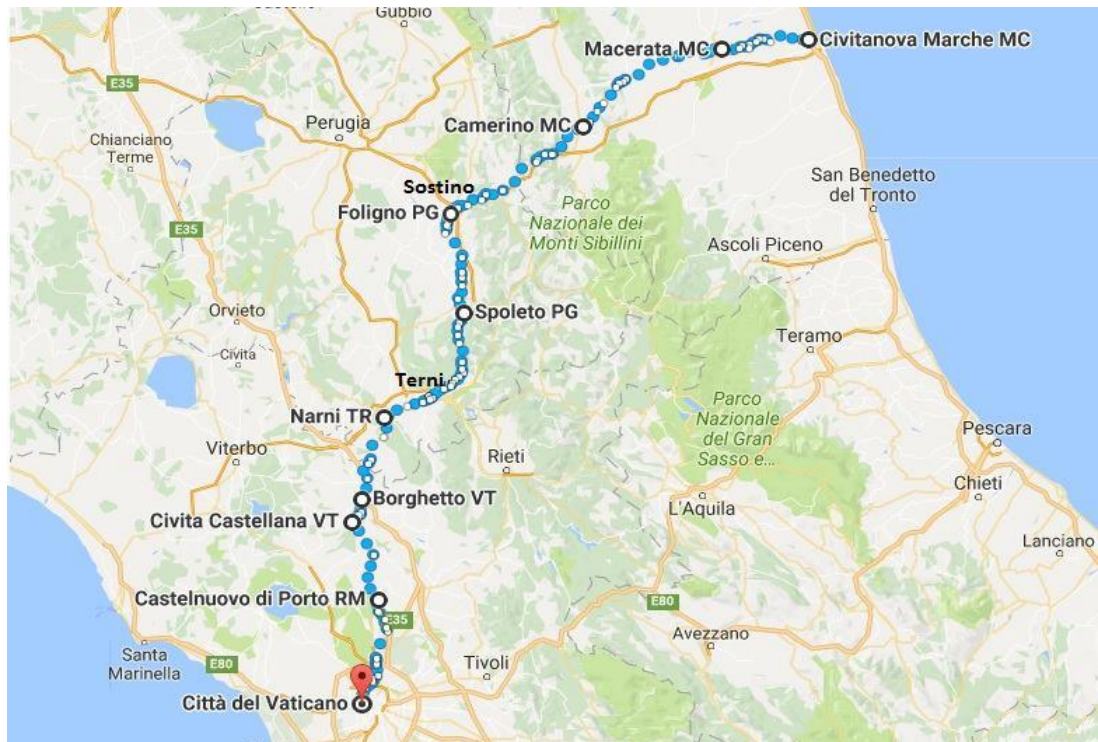 Gubbio
Civitanova Marche MC
Macerata MC
E35
Perugia
Camerino MC
Chianciano
Terme
San Benedetto
del Tronto
Sostino
Parco
Nazionale dei
Monti Sibillini
Foligno PG
E35
Ascoli Piceno
Orvieto
Spoleto PG
Teramo
Civita
Terni
Parco
Nazionale
del Gran
Sasso e...
Narni TR
Pescara
Viterbo
Rieti
Chieti
Borghetto VT
L'Aquila
Civita Castellana VT
Lanciano
Castelnuovo di Porto RM
E80
E35
Avezzano
Santa
Marinella
E80
Tivoli
Città del Vaticano